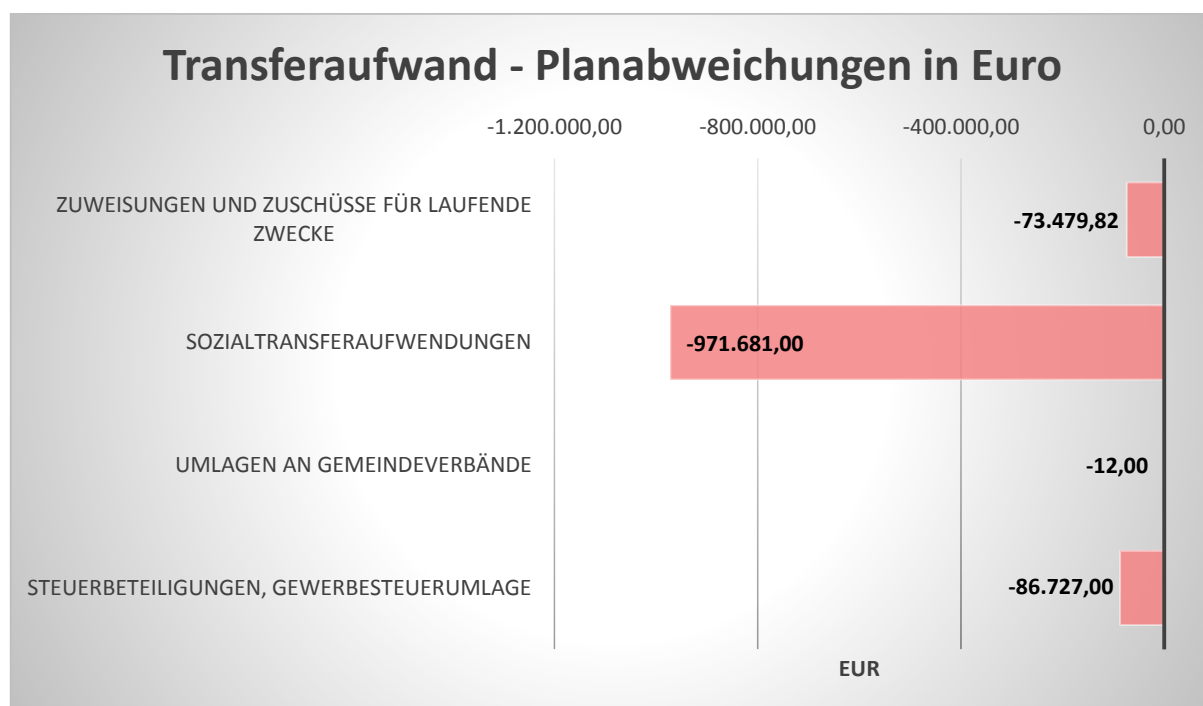 Transferaufwand - Planabweichungen in Euro
-1.200.000,00 -800.000,00 -400.000,00 0,00
ZUWEISUNGEN UND ZUSCHÜSSE FÜR LAUFENDE
ZWECKE
-73.479,82
SOZIALTRANSFERAUFWENDUNGEN
-971.681,00
UMLAGEN AN GEMEINDEVERBÄNDE
-12,00
STEUERBETEILIGUNGEN, GEWERBESTEUERUMLAGE
-86.727,00
EUR